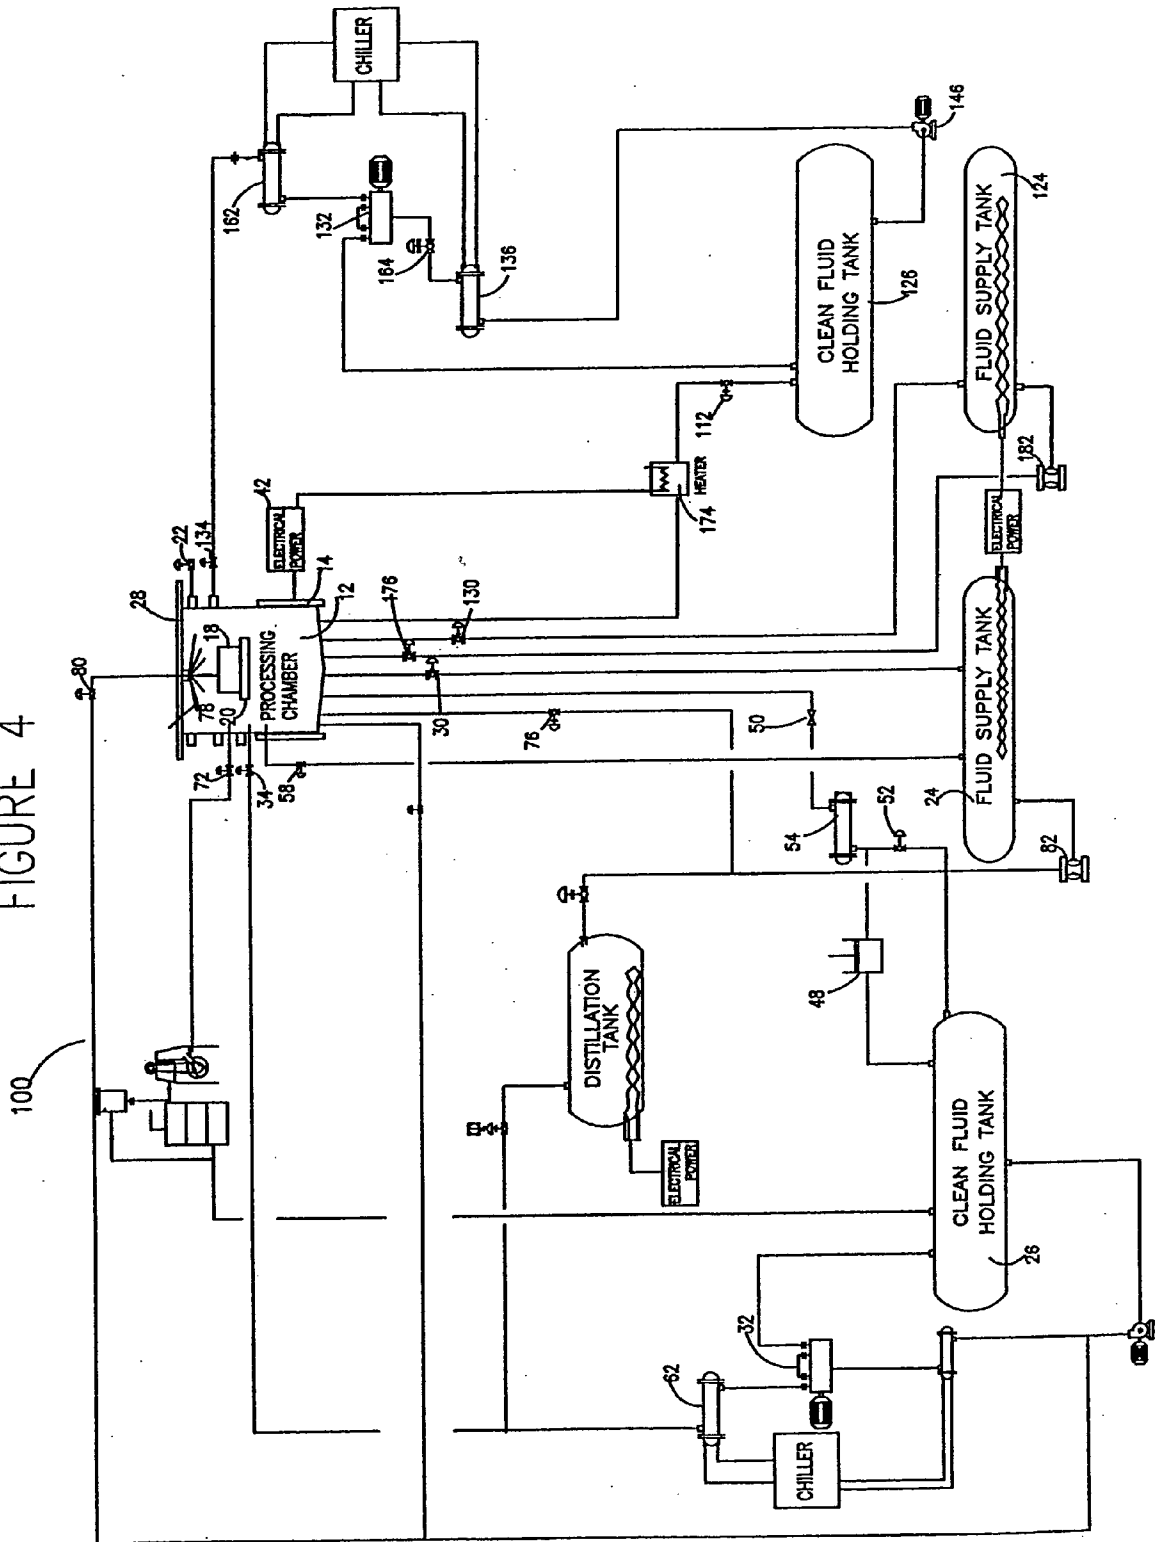 FIGURE 4
100
80
28
22
134
42
ELECTRICAL
POWER
14
12
18
78
20
PROCESSING
CHAMBER
72
34
58
30
76
176
130
50
54
52
48
162
CHILLER
132
164
136
146
112
HEATER
174
CLEAN FLUID
HOLDING TANK
126
FLUID SUPPLY TANK
124
182
ELECTRICAL
POWER
FLUID SUPPLY TANK
24
82
DISTILLATION
TANK
ELECTRICAL
POWER
CLEAN FLUID
HOLDING TANK
26
32
62
CHILLER